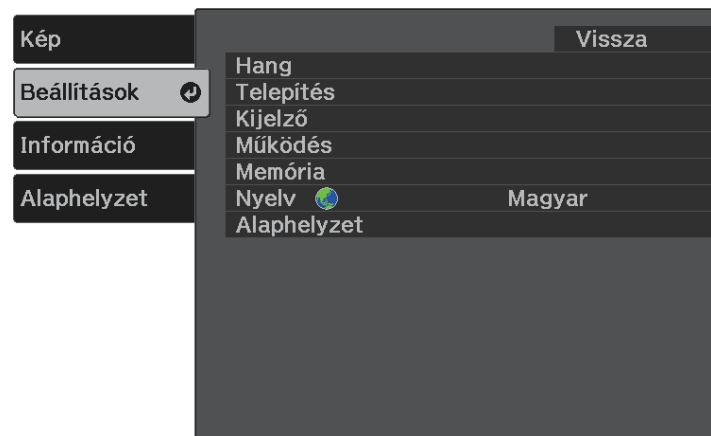 Kép
Beállítások
Információ
Alaphelyzet
Vissza
Hang
Telepítés
Kijelző
Működés
Memória
Nyelv Magyar
Alaphelyzet